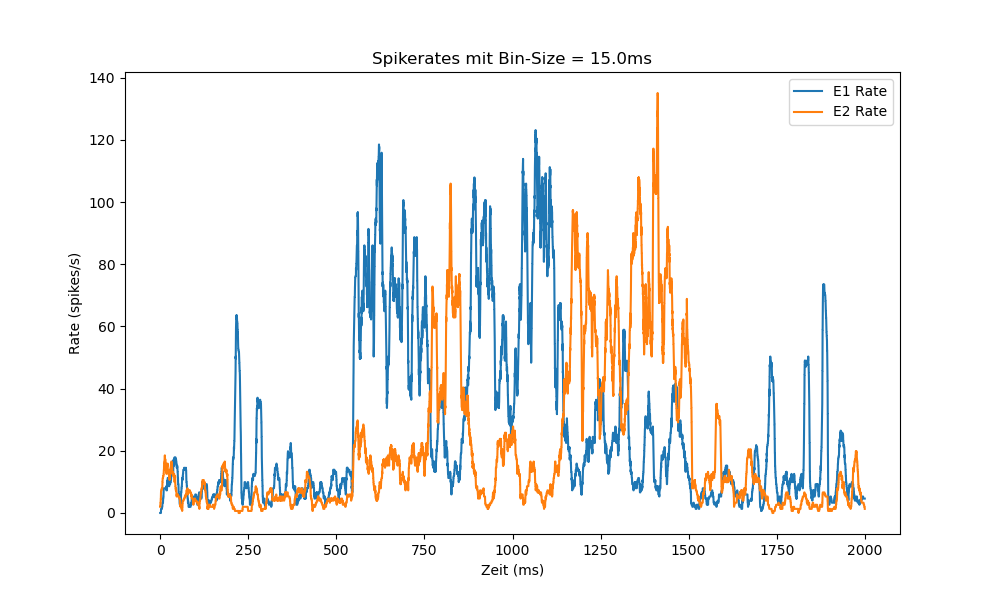 Spikerates mit Bin-Size = 15.0ms
E1 Rate
E2 Rate
Rate (spikes/s)
140
120
100
80
60
40
20
0
0 250 500 750 1000 1250 1500 1750 2000
Zeit (ms)